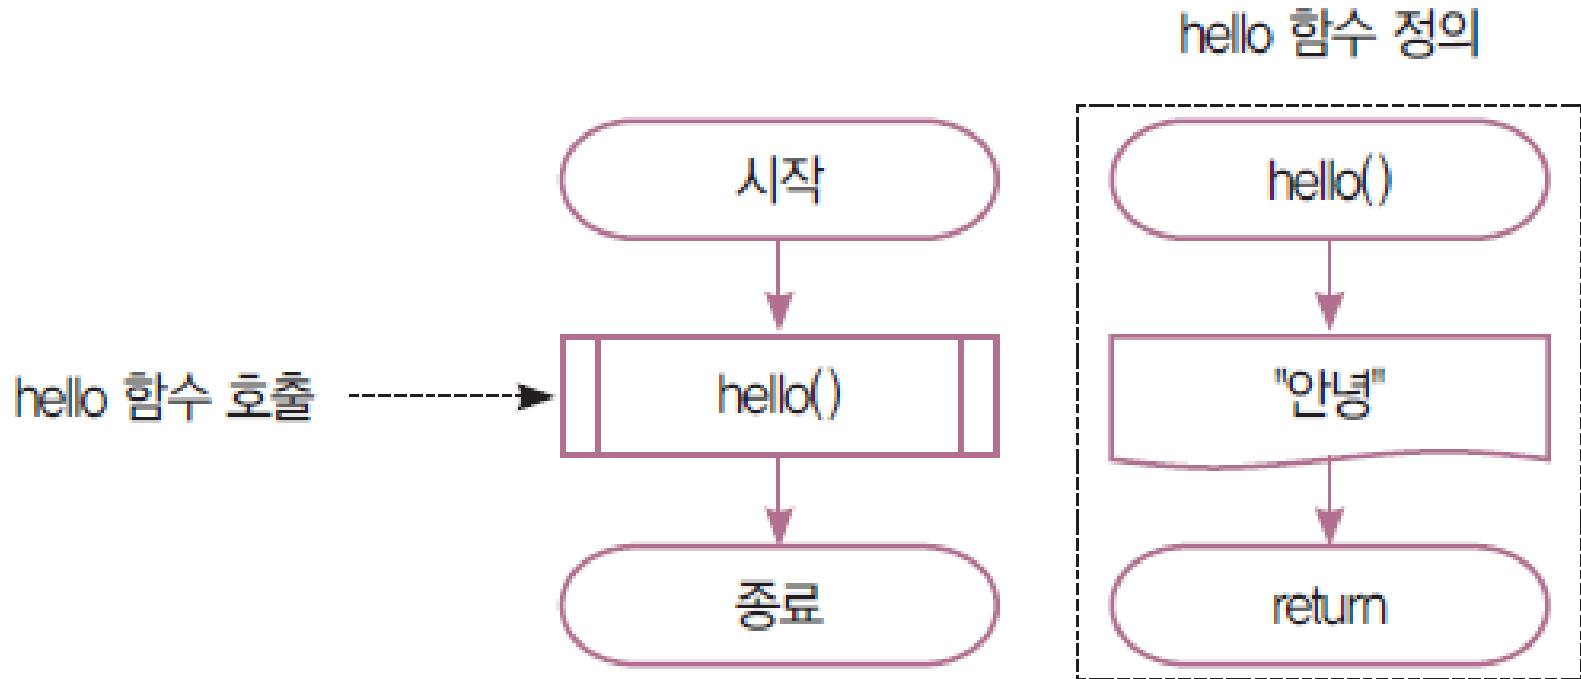 hello 함수 정의
시작
hello()
hello 함수 호출
hello()
"안녕"
종료
return